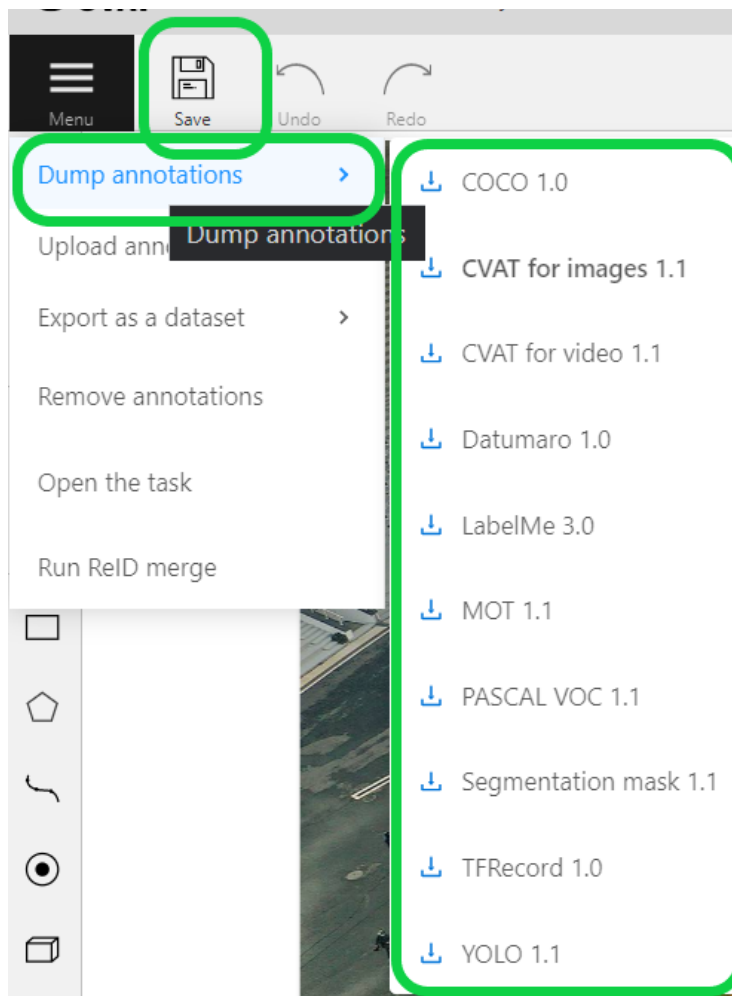 Menu
Save
Undo
Redo
Dump annotations
Dump annotations
Upload ann
Export as a dataset
Remove annotations
Open the task
Run ReID merge
COCO 1.0
CVAT for images 1.1
CVAT for video 1.1
Datumaro 1.0
LabelMe 3.0
MOT 1.1
PASCAL VOC 1.1
Segmentation mask 1.1
TFRecord 1.0
YOLO 1.1